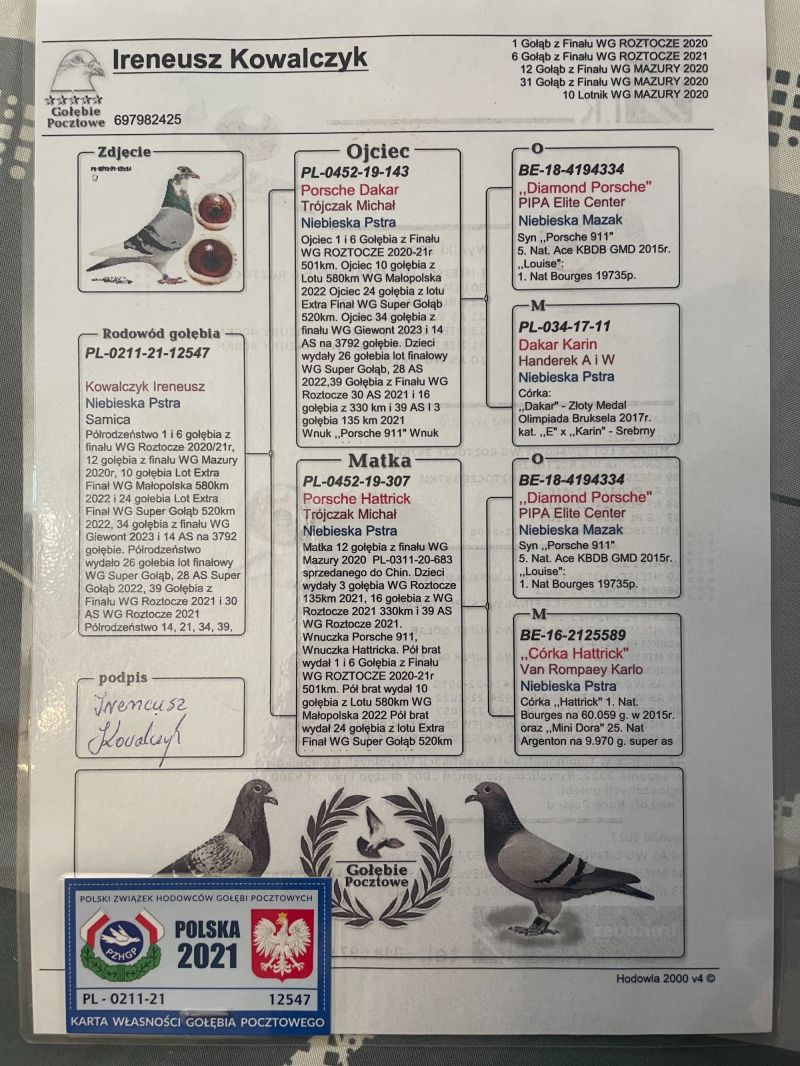 Ireneusz Kowalczyk
1 Gołąb z Finału WG ROZTOCZE 2020
6 Gołąb z Finału WG ROZTOCZE 2021
12 Gołąb z Finału WG MAZURY 2020
31 Gołąb z Finału WG MAZURY 2020
10 Lotnik WG MAZURY 2020
Gołębie
Pocztowe
697982425
Zdjęcie
Rodowód gołębia
PL-0211-21-12547
Kowalczyk Ireneusz
Niebieska Pstra
Samica
Półrodzeństwo 1 i 6 gołębia z
finału WG Roztocze 2020/21r,
12 gołębia z finału WG Mazury
2020r, 10 gołębia Lot Extra
Finał WG Małopolska 580km
2022 i 24 gołebia Lot Extra
Finał WG Super Gołąb 520km
2022, 34 gołębia z finału WG
Giewont 2023 i 14 AS na 3792
gołębie. Półrodzeństwo
wydało 26 gołebia lot finałowy
WG Super Gołąb, 28 AS Super
Gołąb 2022, 39 Gołębia z
Finału WG Roztocze 2021 i 30
AS WG Roztocze 2021
Półrodzeństwo 14, 21, 34, 39,
podpis
Ireneusz
Kowalczyk
Ojciec
PL-0452-19-143
Porsche Dakar
Trójczak Michał
Niebieska Pstra
Ojciec 1 i 6 Gołębia z Finału
WG ROZTOCZE 2020-21r
501km. Ojciec 10 gołębia z
Lotu 580km WG Małopolska
2022 Ojciec 24 gołębia z lotu
Extra Finał WG Super Gołąb
520km. Ojciec 34 gołębia z
finału WG Giewont 2023 i 14
AS na 3792 gołębie. Dzieci
wydały 26 gołebia lot finałowy
WG Super Gołąb, 28 AS
2022,39 Gołębia z Finału WG
Roztocze 30 AS 2021 i 16
gołębia z 330 km i 39 AS I 3
gołębia 135 km 2021
Wnuk ,,Porsche 911" Wnuk
Matka
PL-0452-19-307
Porsche Hattrick
Trójczak Michał
Niebieska Pstra
Matka 12 gołębia z finału WG
Mazury 2020 PL-0311-20-683
sprzedanego do Chin. Dzieci
wydały 3 gołębia WG Roztocze
135km 2021, 16 gołebia z WG
Roztocze 2021 330km i 39 AS
WG Roztocze 2021.
Wnuczka Porsche 911,
Wnuczka Hattricka. Pół brat
wydał 1 i 6 Gołębia z Finału
WG ROZTOCZE 2020-21r
501km. Pół brat wydał 10
gołębia z Lotu 580km WG
Małopolska 2022 Pół brat
wydał 24 gołębia z lotu Extra
Finał WG Super Gołąb 520km
O
BE-18-4194334
,,Diamond Porsche"
PIPA Elite Center
Niebieska Mazak
Syn ,,Porsche 911"
5. Nat. Ace KBDB GMD 2015r.
,,Louise":
1. Nat Bourges 19735p.
M
PL-034-17-11
Dakar Karin
Handerek A i W
Niebieska Pstra
Córka:
,,Dakar" - Złoty Medal
Olimpiada Bruksela 2017r.
kat. ,,E" x ,,Karin" - Srebrny
O
BE-18-4194334
,,Diamond Porsche"
PIPA Elite Center
Niebieska Mazak
Syn ,,Porsche 911"
5. Nat. Ace KBDB GMD 2015r.
,,Louise":
1. Nat Bourges 19735p.
M
BE-16-2125589
,,Córka Hattrick"
Van Rompaey Karlo
Niebieska Pstra
Córka ,,Hattrick" 1. Nat.
Bourges na 60.059 g. w 2015r.
oraz ,,Mini Dora" 25. Nat
Argenton na 9.970 g. super as
Gołębie
Pocztowe
Hodowla 2000 v4 ©
POLSKI ZWIĄZEK HODOWCÓW GOŁĘBI POCZTOWYCH
PZHGP
POLSKA
2021
PL - 0211-21 12547
KARTA WŁASNOŚCI GOŁĘBIA POCZTOWEGO